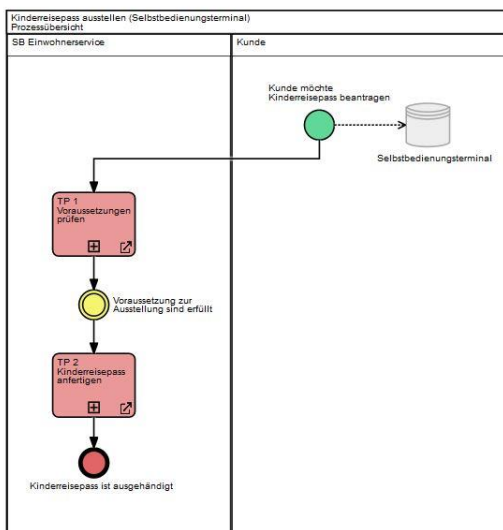 Kinderreisepass ausstellen (Selbstbedienungsterminal)
Prozessübersicht
SB Einwohnerservice
Kunde
Kunde möchte
Kinderreisepass beantragen
Selbstbedienungsterminal
TP 1
Voraussetzungen
prüfen
Voraussetzung zur
Ausstellung sind erfüllt
TP 2
Kinderreisepass
anfertigen
Kinderreisepass ist ausgehändigt